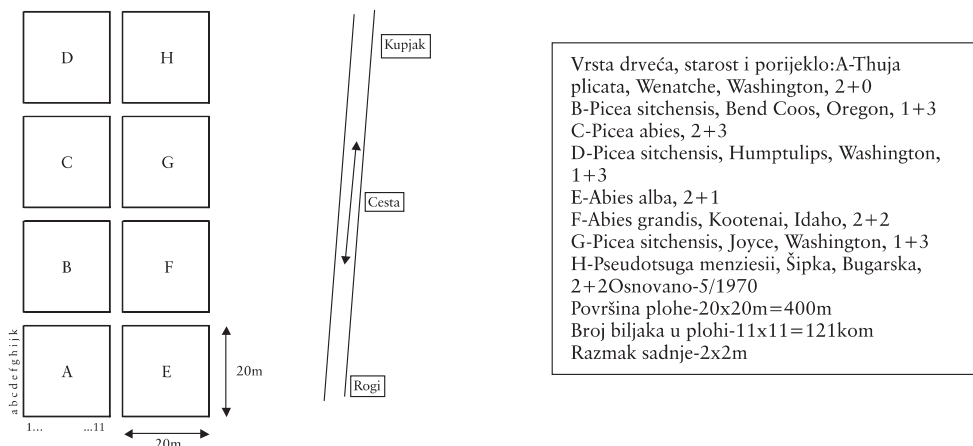 D
H
C
G
B
F
A
E
a b c d e f g h i j k
1...
...11
20m
20m
Kupjak
Cesta
Rogi
Vrsta drveća, starost i porijeklo:A-Thuja
plicata, Wenatche, Washington, 2+0
B-Picea sitchensis, Bend Coos, Oregon, 1+3
C-Picea abies, 2+3
D-Picea sitchensis, Humptulips, Washington,
1+3
E-Abies alba, 2+1
F-Abies grandis, Kootenai, Idaho, 2+2
G-Picea sitchensis, Joyce, Washington, 1+3
H-Pseudotsuga menziesii, Šipka, Bugarska,
2+2Osnovano-5/1970
Površina plohe-20x20m=400m
Broj biljaka u plohi-11x11=121kom
Razmak sadnje-2x2m